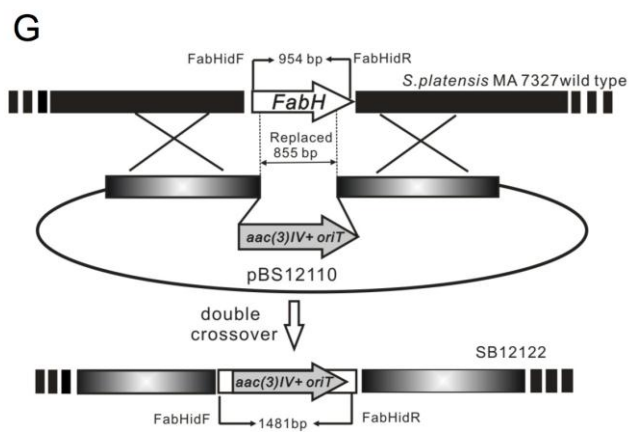 G
FabHidF 954 bp FabHidR
S.platensis MA 7327wild type
FabH
Replaced
855 bp
aac(3)IV+ oriT
pBS12110
double
crossover
SB12122
aac(3)IV+ oriT
FabHidF 1481bp FabHidR